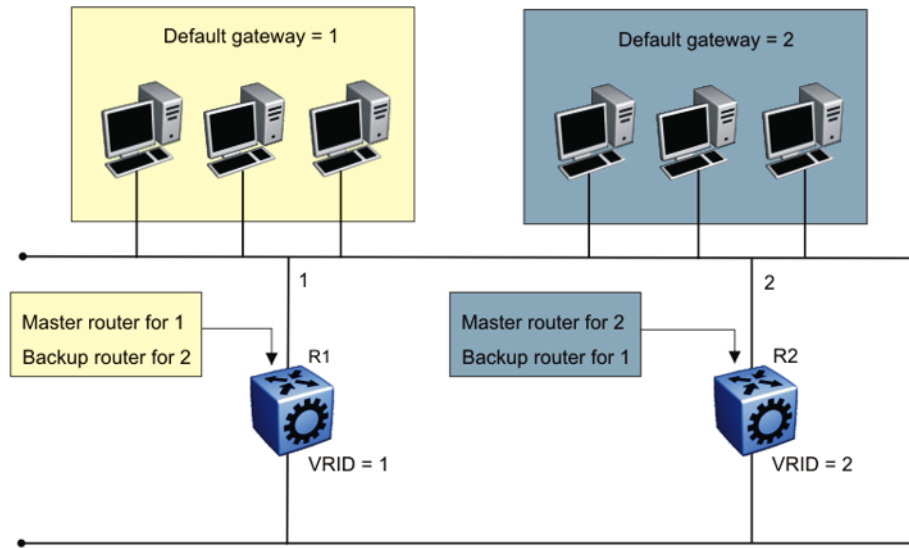 Default gateway = 1
Default gateway = 2
1
2
Master router for 1
Backup router for 2
Master router for 2
Backup router for 1
R1
R2
VRID = 1
VRID = 2